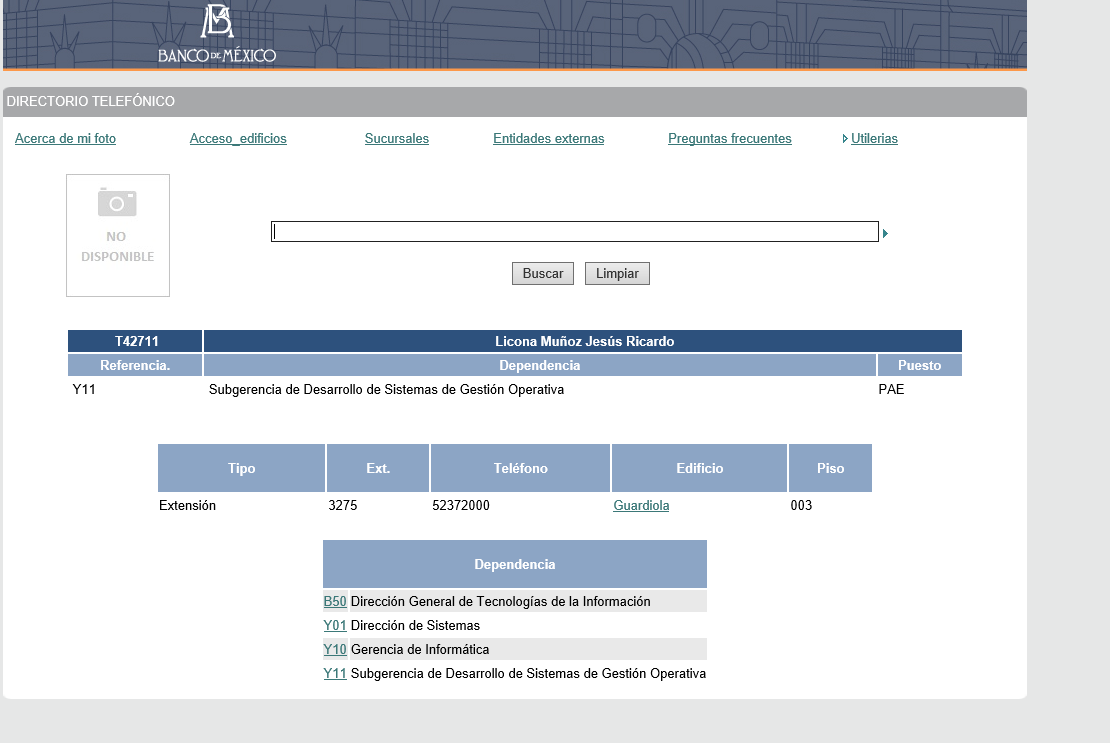 BANCO DE MÉXICO
DIRECTORIO TELEFÓNICO
Acerca de mi foto Acceso_edificios Sucursales Entidades externas Preguntas frecuentes Utilerias
NO
DISPONIBLE
Buscar Limpiar
T42711 Licona Muñoz Jesús Ricardo
Referencia. Dependencia Puesto
Y11 Subgerencia de Desarrollo de Sistemas de Gestión Operativa PAE
Tipo Ext. Teléfono Edificio Piso
Extensión 3275 52372000 Guardiola 003
Dependencia
B50 Dirección General de Tecnologías de la Información
Y01 Dirección de Sistemas
Y10 Gerencia de Informática
Y11 Subgerencia de Desarrollo de Sistemas de Gestión Operativa